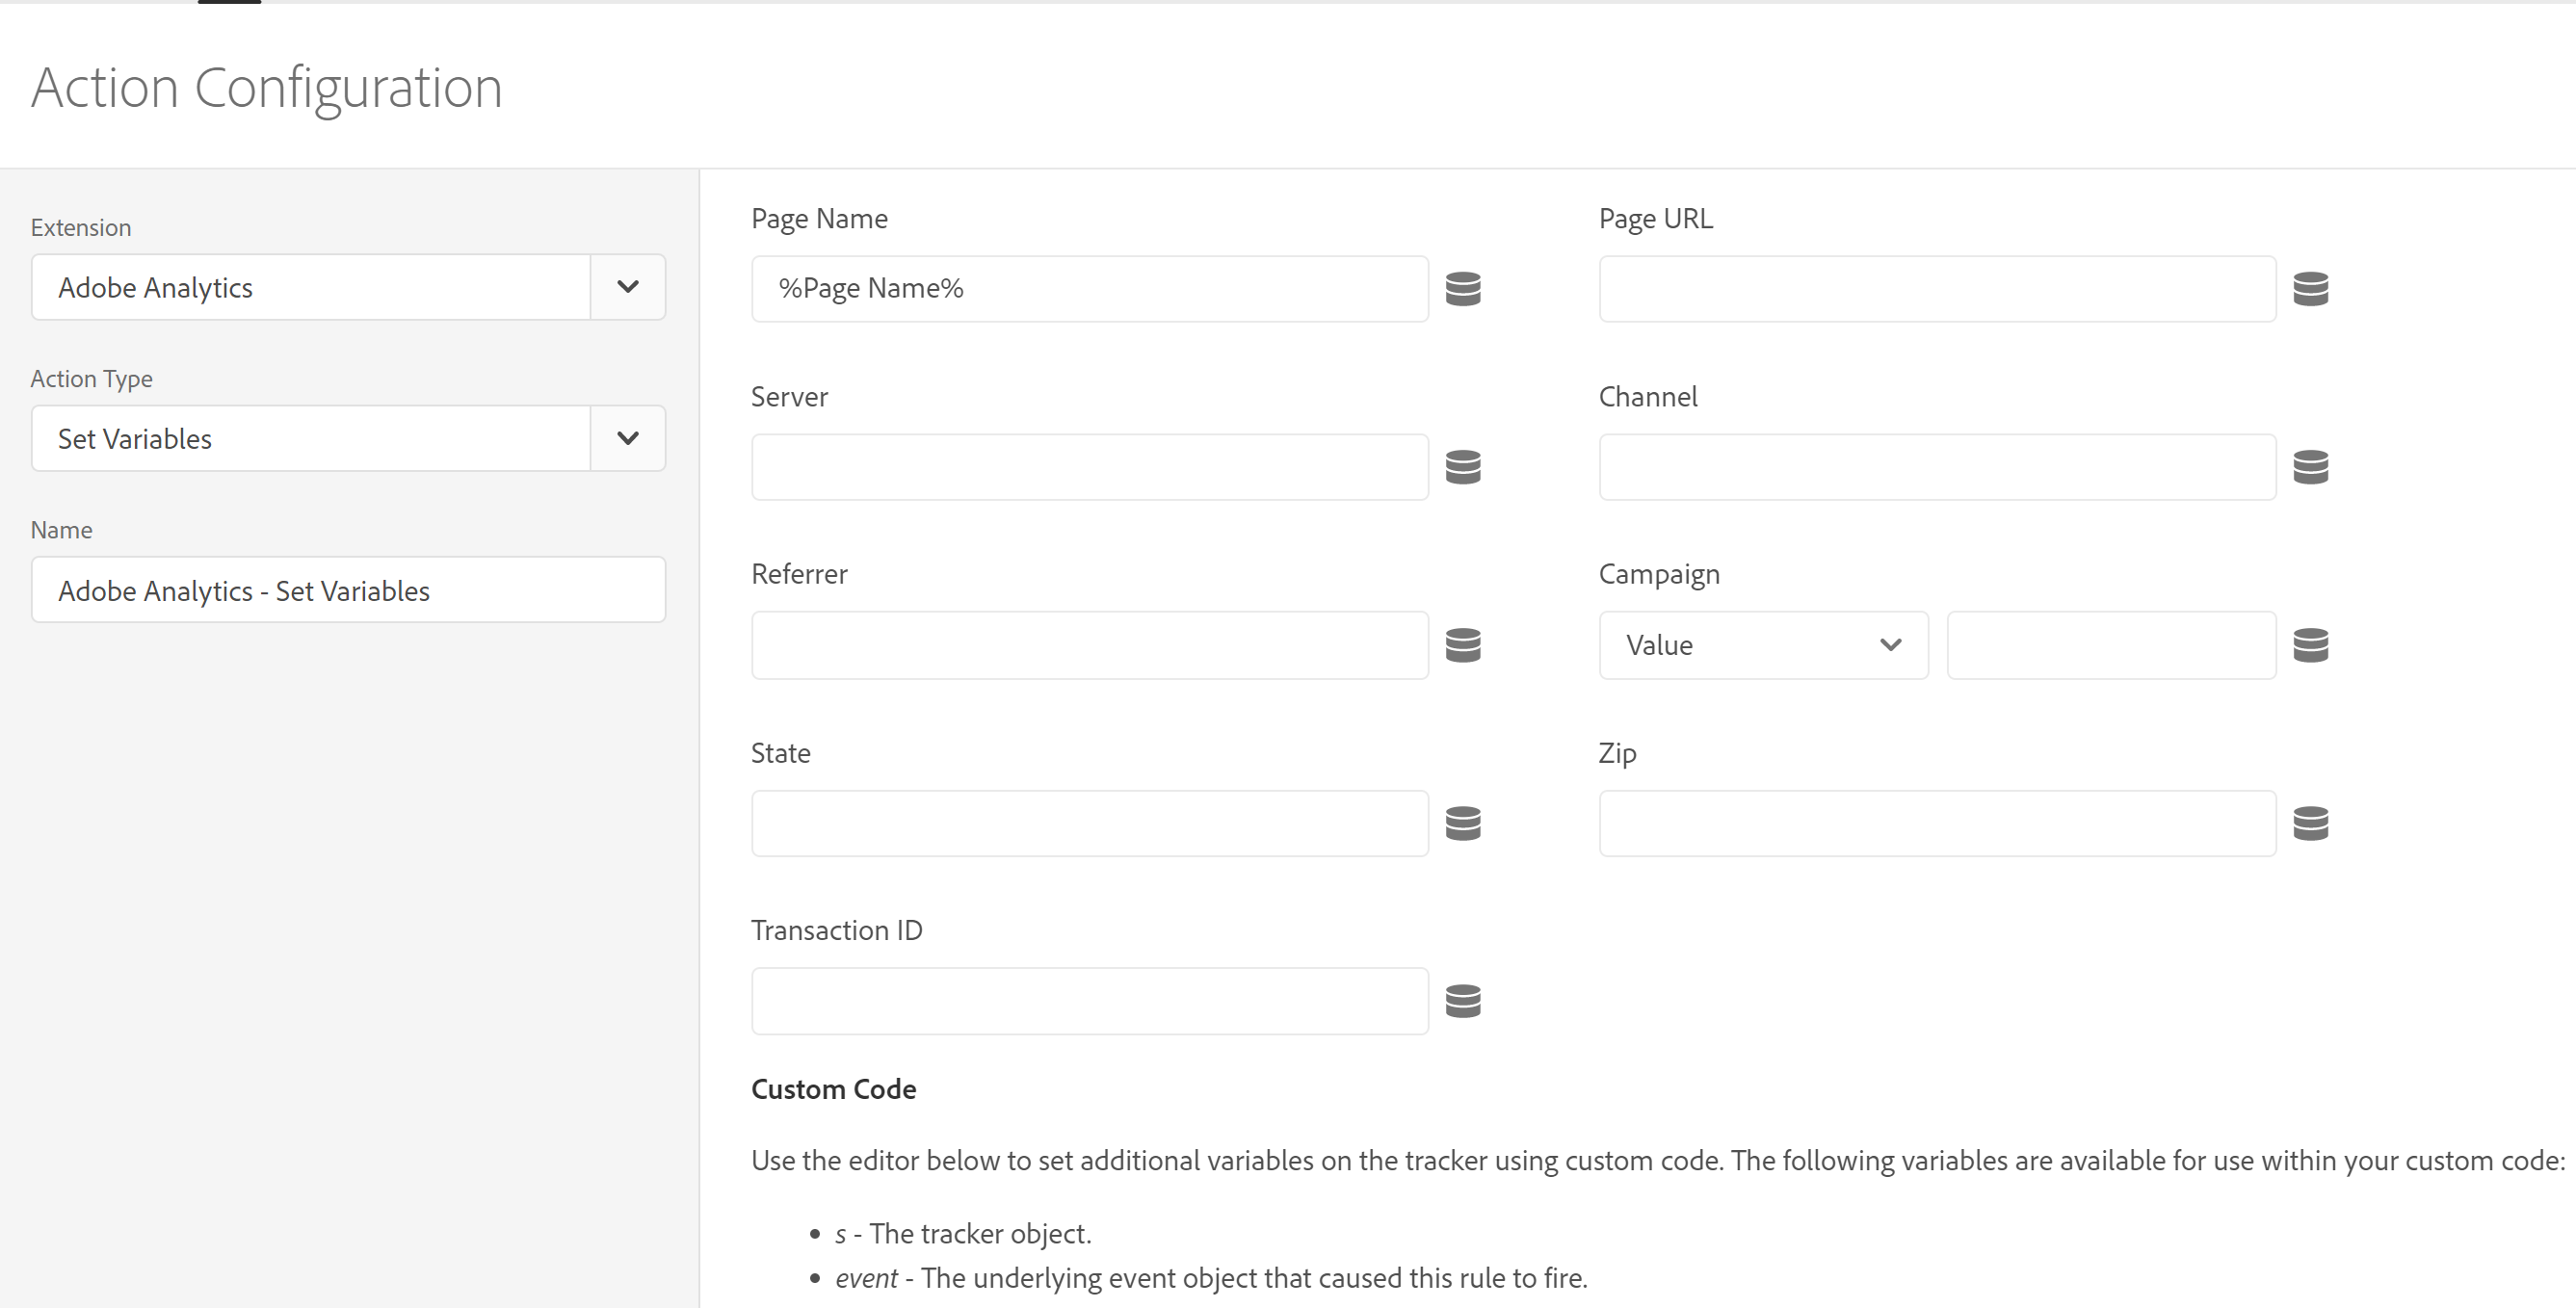 Action Configuration
Extension
Adobe Analytics
Action Type
Set Variables
Name
Adobe Analytics - Set Variables
Page Name
Page URL
%Page Name%
Server
Channel
Referrer
Campaign
Value
State
Zip
Transaction ID
Custom Code
Use the editor below to set additional variables on the tracker using custom code. The following variables are available for use within your custom code:
• s - The tracker object.
• event - The underlying event object that caused this rule to fire.